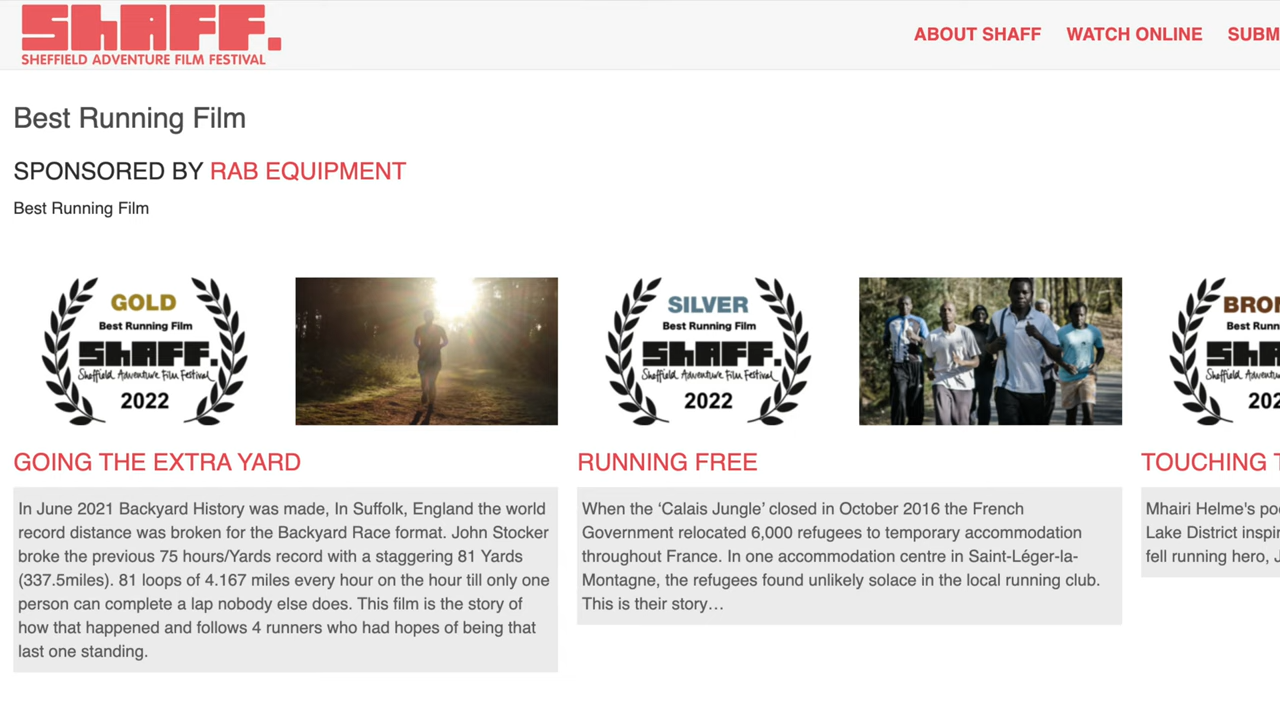 ShAFF.
SHEFFIELD ADVENTURE FILM FESTIVAL
ABOUT SHAFF WATCH ONLINE
Best Running Film
SPONSORED BY RAB EQUIPMENT
Best Running Film
GOLD
Best Running Film
ShAFF.
Sheffield Adventure Film Festival
2022
SILVER
Best Running Film
ShAFF.
Sheffield Adventure Film Festival
2022
GOING THE EXTRA YARD
In June 2021 Backyard History was made, In Suffolk, England the world
record distance was broken for the Backyard Race format. John Stocker
broke the previous 75 hours/Yards record with a staggering 81 Yards
(337.5miles). 81 loops of 4.167 miles every hour on the hour till only one
person can complete a lap nobody else does. This film is the story of
how that happened and follows 4 runners who had hopes of being that
last one standing.
RUNNING FREE
When the ‘Calais Jungle’ closed in October 2016 the French
Government relocated 6,000 refugees to temporary accommodation
throughout France. In one accommodation centre in Saint-Léger-la-
Montagne, the refugees found unlikely solace in the local running club.
This is their story…
TOUCHING
Mhairi Helme's
Lake District
fell running hero,